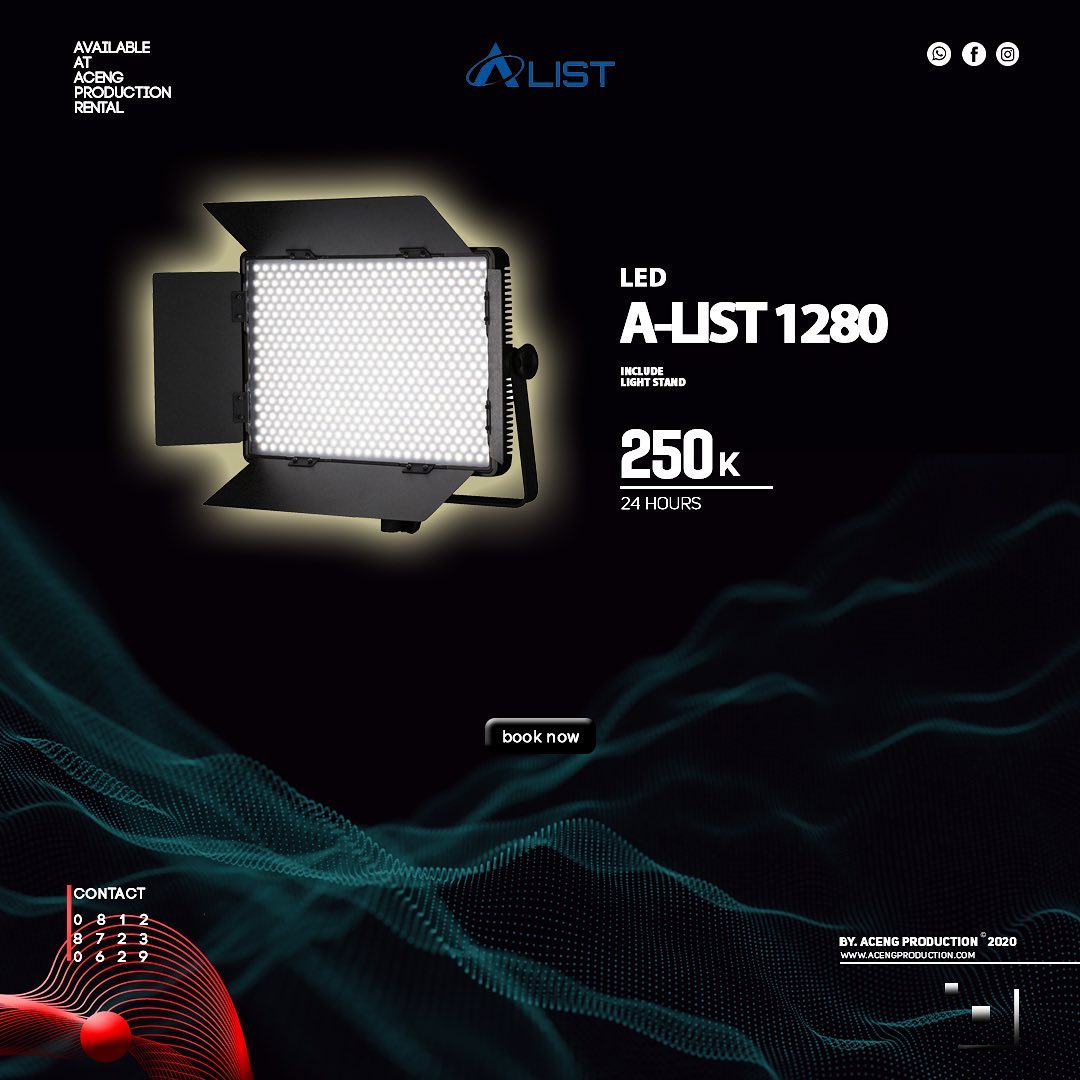 AVAILABLE
AT
ACENG
PRODUCTION
RENTAL
A LIST
LED
A-LIST 1280
INCLUDE
LIGHT STAND
250 K
24 HOURS
book now
CONTACT
0 8 1 2
8 7 2 3
0 6 2 9
BY. ACENG PRODUCTION © 2020
WWW.ACENGPRODUCTION.COM